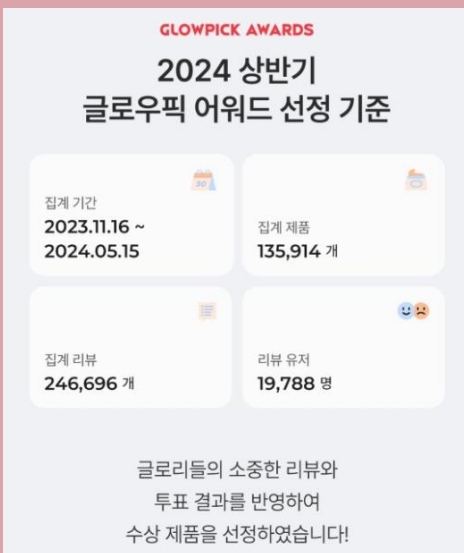 GLOWPICK AWARDS
2024 상반기
글로우픽 어워드 선정 기준
집계 기간
2023.11.16 ~
2024.05.15
집계 제품
135,914 개
집계 리뷰
246,696 개
리뷰 유저
19,788 명
글로리들의 소중한 리뷰와
투표 결과를 반영하여
수상 제품을 선정하였습니다!